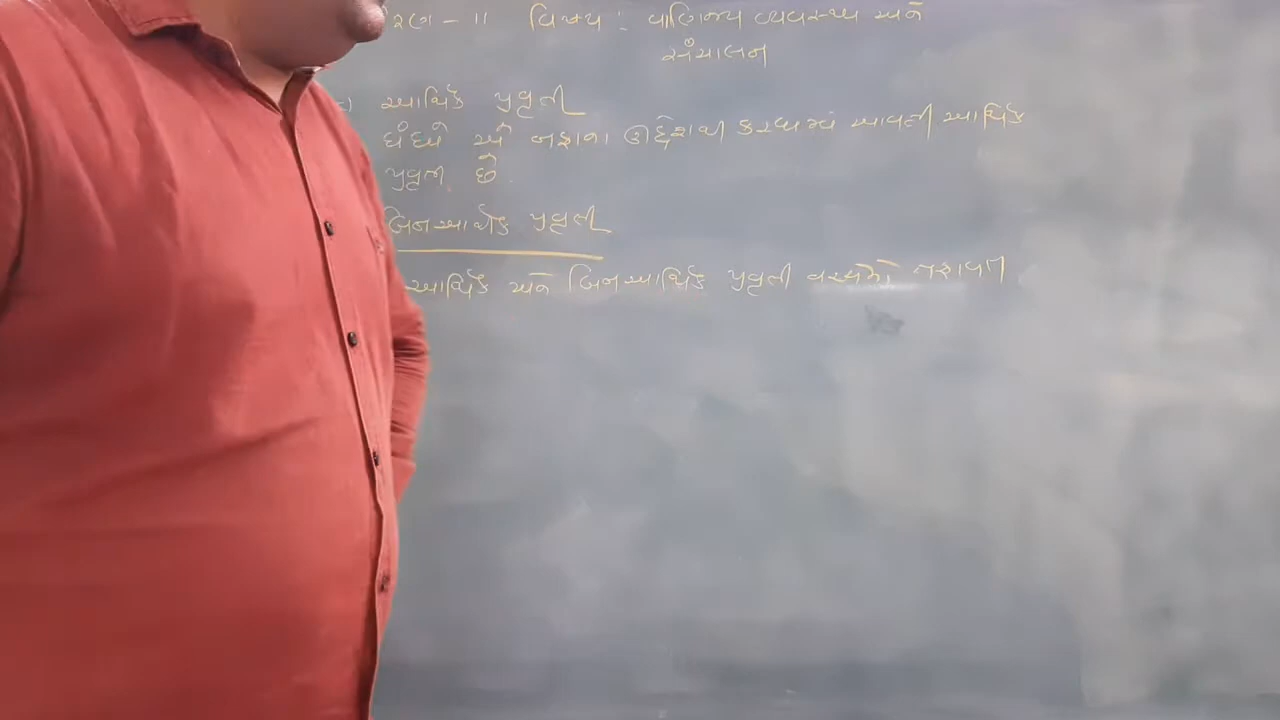 ધોરણ - 11 વિષય : વાણિજ્ય વ્યવસ્થા અને
સંચાલન
આર્થિક પ્રવૃતી
ધંધો એ નફાના ઉદ્દેશથી કરવામાં આવતી આર્થિક
પ્રવૃતી છે.
બિનઆર્થિક પ્રવૃતી
આર્થિક અને બિનઆર્થિક પ્રવૃતી વચ્ચેનો તફાવત